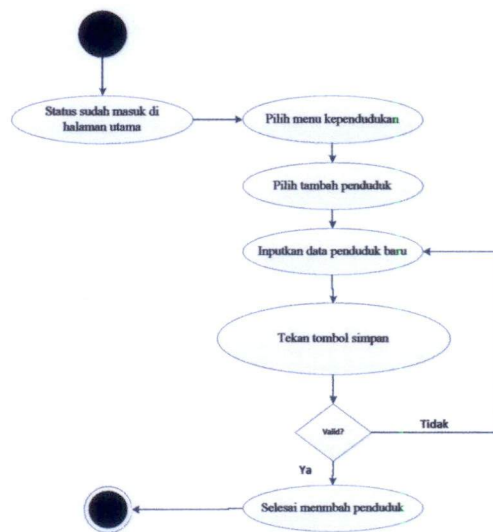 Status sudah masuk di
halaman utama
Pilih menu kependudukan
Pilih tambah penduduk
Inputkan data penduduk baru
Tekan tombol simpan
Valid?
Tidak
Ya
Selesai menmbah penduduk